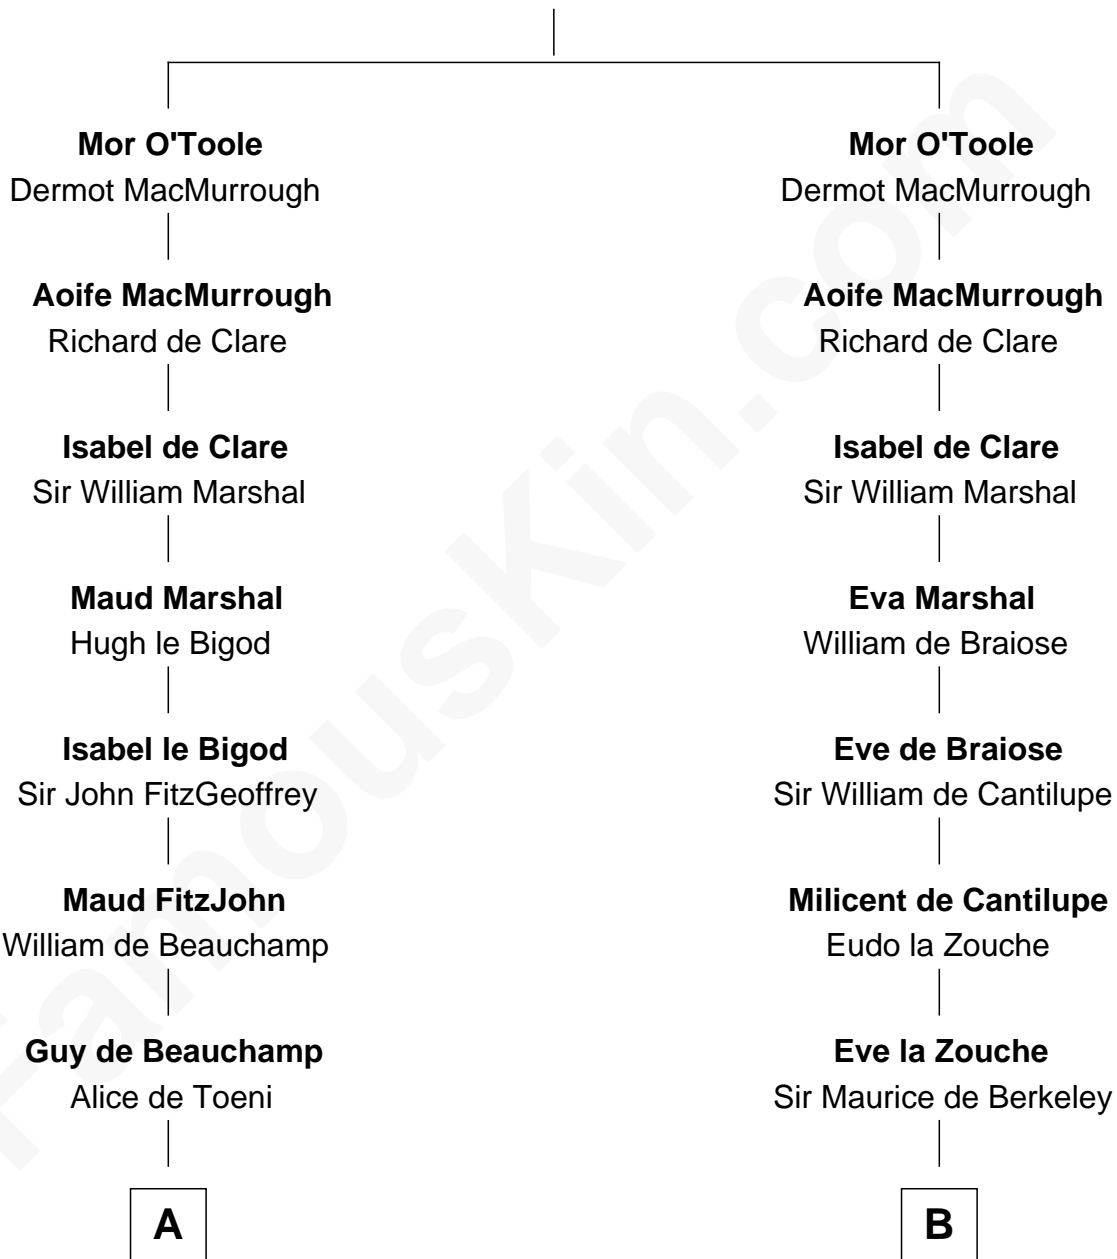 Mor O'Toole
Dermot MacMurrough
Aoife MacMurrough
Richard de Clare
Isabel de Clare
Sir William Marshal
Maud Marshal
Hugh le Bigod
Isabel le Bigod
Sir John FitzGeoffrey
Maud FitzJohn
William de Beauchamp
Guy de Beauchamp
Alice de Toeni
A
Mor O'Toole
Dermot MacMurrough
Aoife MacMurrough
Richard de Clare
Isabel de Clare
Sir William Marshal
Eva Marshal
William de Braiose
Eve de Braiose
Sir William de Cantilupe
Milicent de Cantilupe
Eudo la Zouche
Eve la Zouche
Sir Maurice de Berkeley
B
FamousKin.com